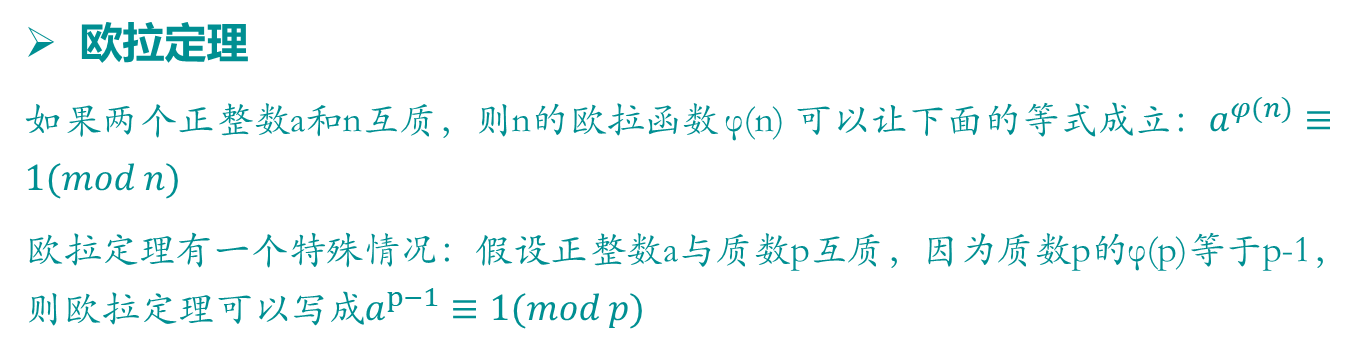 ➢ 欧拉定理
如果两个正整数a和n互质，则n的欧拉函数φ(n) 可以让下面的等式成立：a^{φ(n)} ≡
1(mod n)
欧拉定理有一个特殊情况：假设正整数a与质数p互质，因为质数p的φ(p)等于p-1，
则欧拉定理可以写成a^{p−1} ≡ 1(mod p)